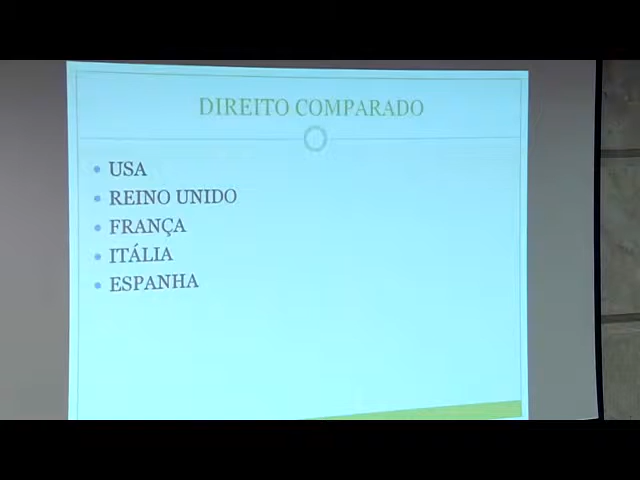 DIREITO COMPARADO
USA
REINO UNIDO
FRANÇA
ITÁLIA
ESPANHA